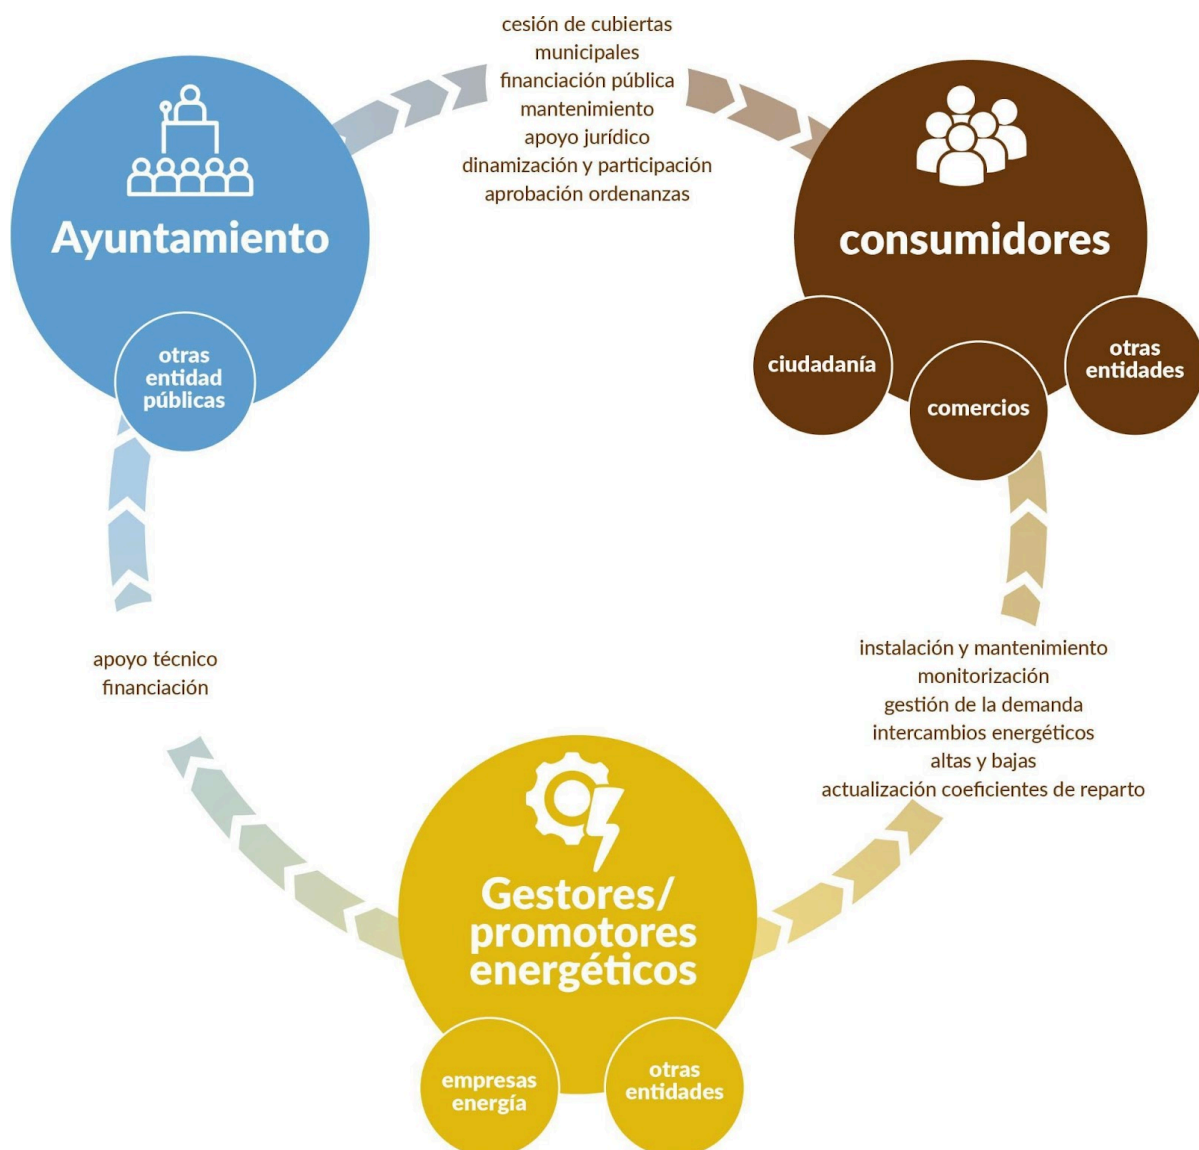 cesión de cubiertas
municipales
financiación pública
mantenimiento
apoyo jurídico
dinamización y participación
aprobación ordenanzas
Ayuntamiento
otras
entidad
públicas
consumidores
ciudadanía
comercios
otras
entidades
apoyo técnico
financiación
instalación y mantenimiento
monitorización
gestión de la demanda
intercambios energéticos
altas y bajas
actualización coeficientes de reparto
Gestores/
promotores
energéticos
empresas
energía
otras
entidades